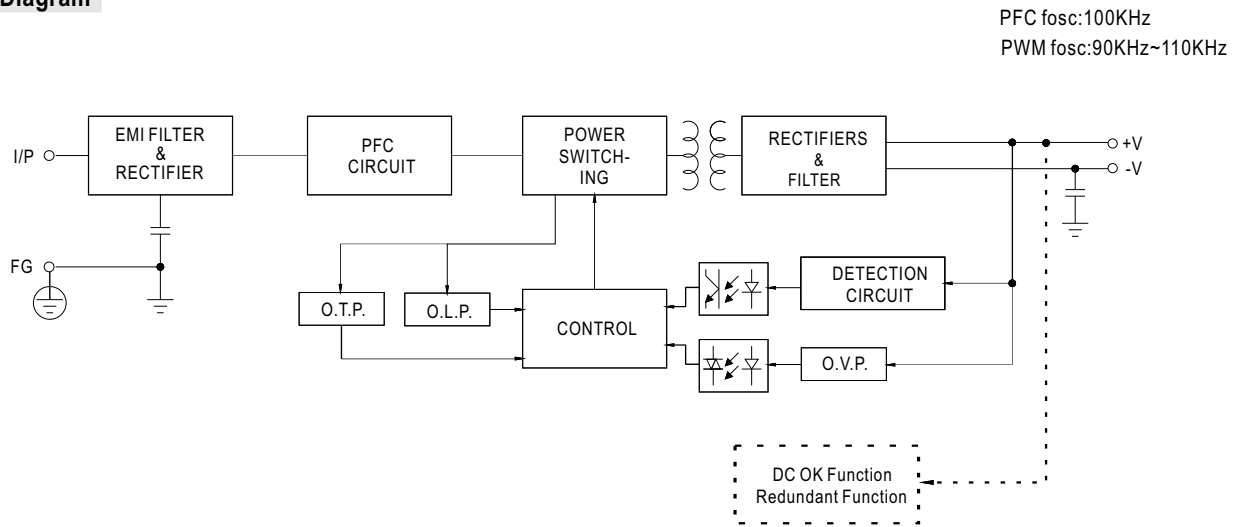 Diagram
PFC fosc:100KHz
PWM fosc:90KHz~110KHz
I/P
EMI FILTER
&
RECTIFIER
PFC
CIRCUIT
POWER
SWITCH-
ING
RECTIFIERS
&
FILTER
+V
-V
FG
O.T.P.
O.L.P.
CONTROL
DETECTION
CIRCUIT
O.V.P.
DC OK Function
Redundant Function